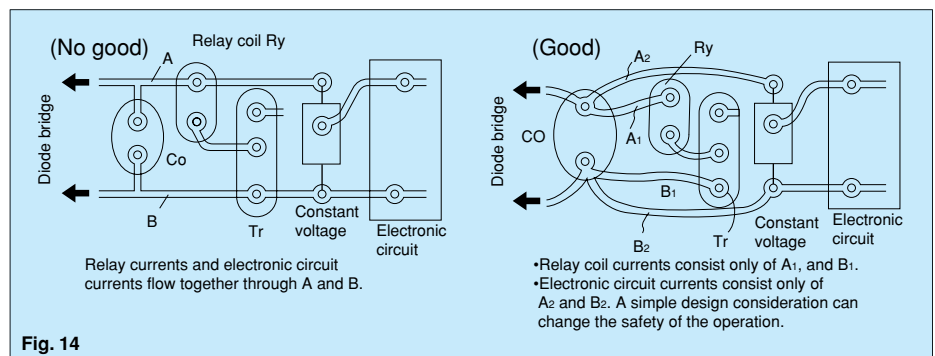 (No good)
Relay coil Ry
A
Diode bridge
Co
B
Tr
Constant
voltage
Electronic
circuit
Relay currents and electronic circuit
currents flow together through A and B.
(Good)
A2
Ry
CO
A1
Diode bridge
B1
B2
Tr
Constant
voltage
Electronic
circuit
•Relay coil currents consist only of A1, and B1.
•Electronic circuit currents consist only of
A2 and B2. A simple design consideration can
change the safety of the operation.
Fig. 14